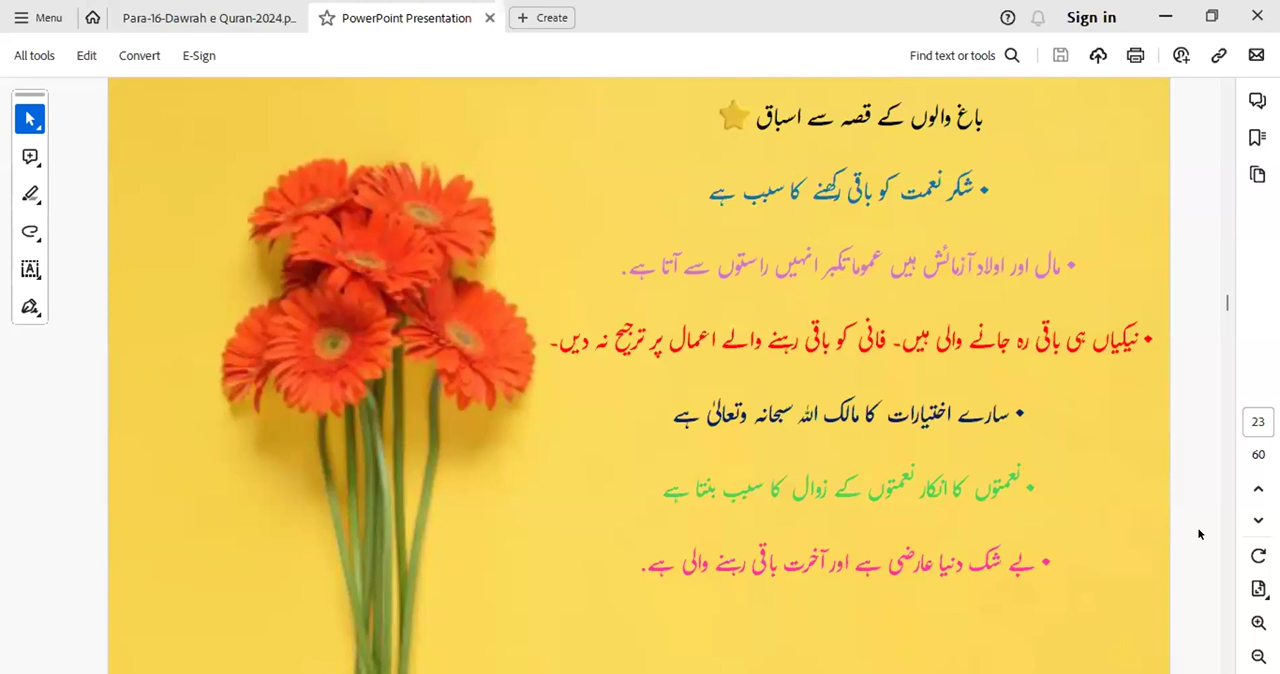 Menu
Para-16-Dawrah e Quran-2024.p...
PowerPoint Presentation
Create
Sign in
All tools
Edit
Convert
E-Sign
Find text or tools
باغ والوں کے قصہ سے اسباق
• شکر نعمت کو باقی رکھنے کا سبب ہے
• مال اور اولاد آزمائش ہیں عموما تکبر انہیں راستوں سے آتا ہے.
• نیکیاں ہی باقی رہ جانے والی ہیں۔ فانی کو باقی رہنے والے اعمال پر ترجیح نہ دیں۔
• سارے اختیارات کا مالک اللہ سبحانہ وتعالیٰ ہے
• نعمتوں کا انکار نعمتوں کے زوال کا سبب بنتا ہے
• بے شک دنیا عارضی ہے اور آخرت باقی رہنے والی ہے.
23
60